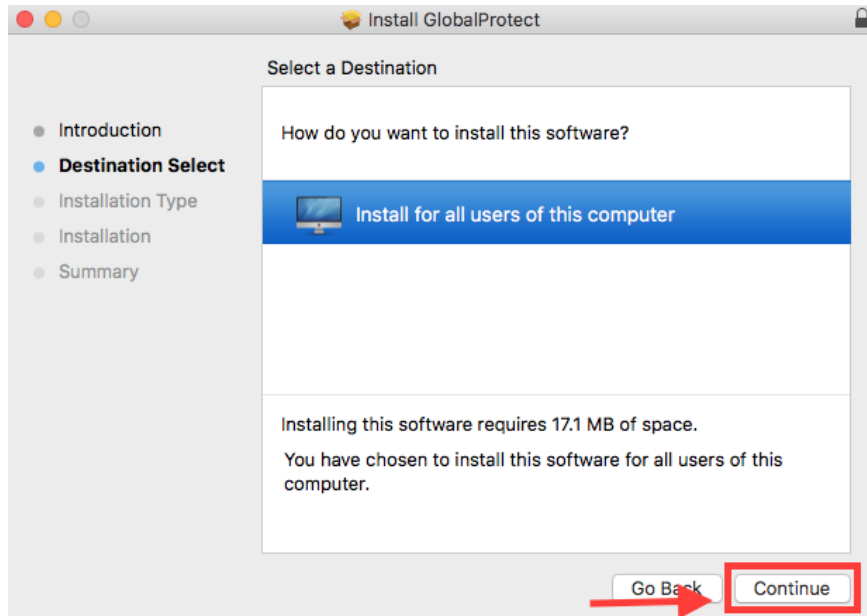 Install GlobalProtect
Select a Destination
Introduction
Destination Select
Installation Type
Installation
Summary
How do you want to install this software?
Install for all users of this computer
Installing this software requires 17.1 MB of space.
You have chosen to install this software for all users of this
computer.
Go Back
Continue